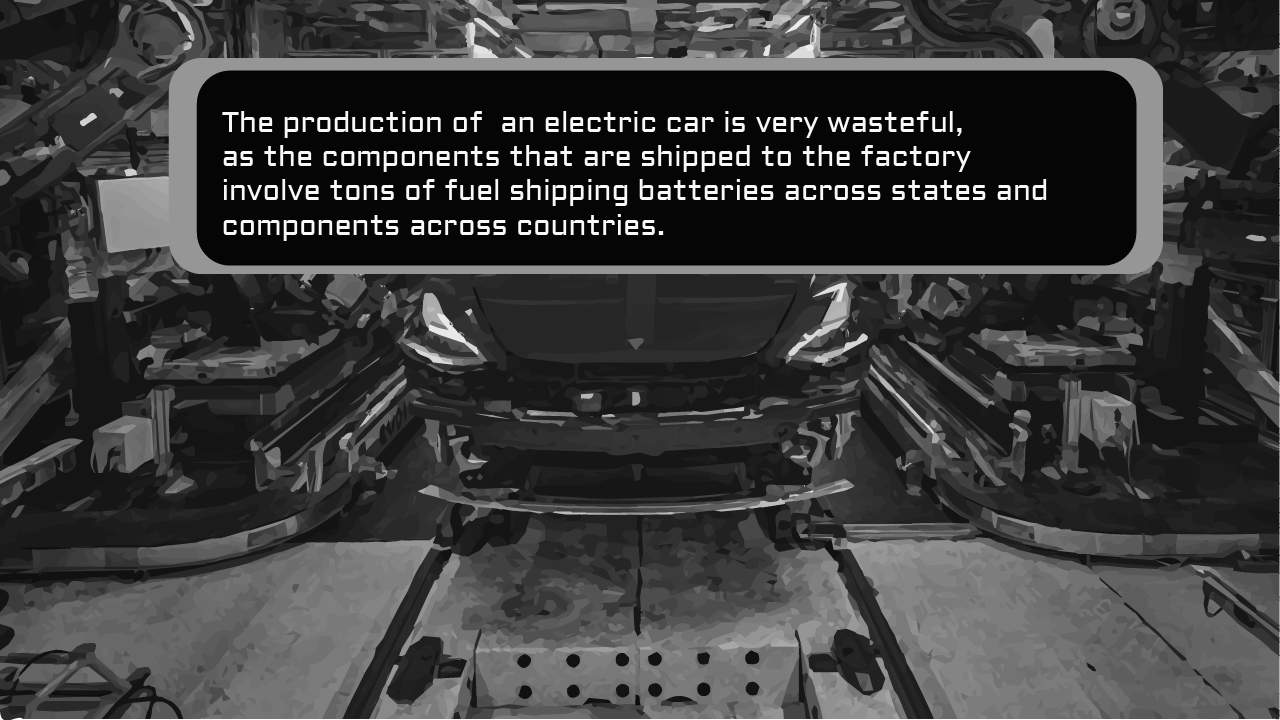 The production of  an electric car is very wasteful,
as the components that are shipped to the factory
involve tons of fuel shipping batteries across states and
components across countries.